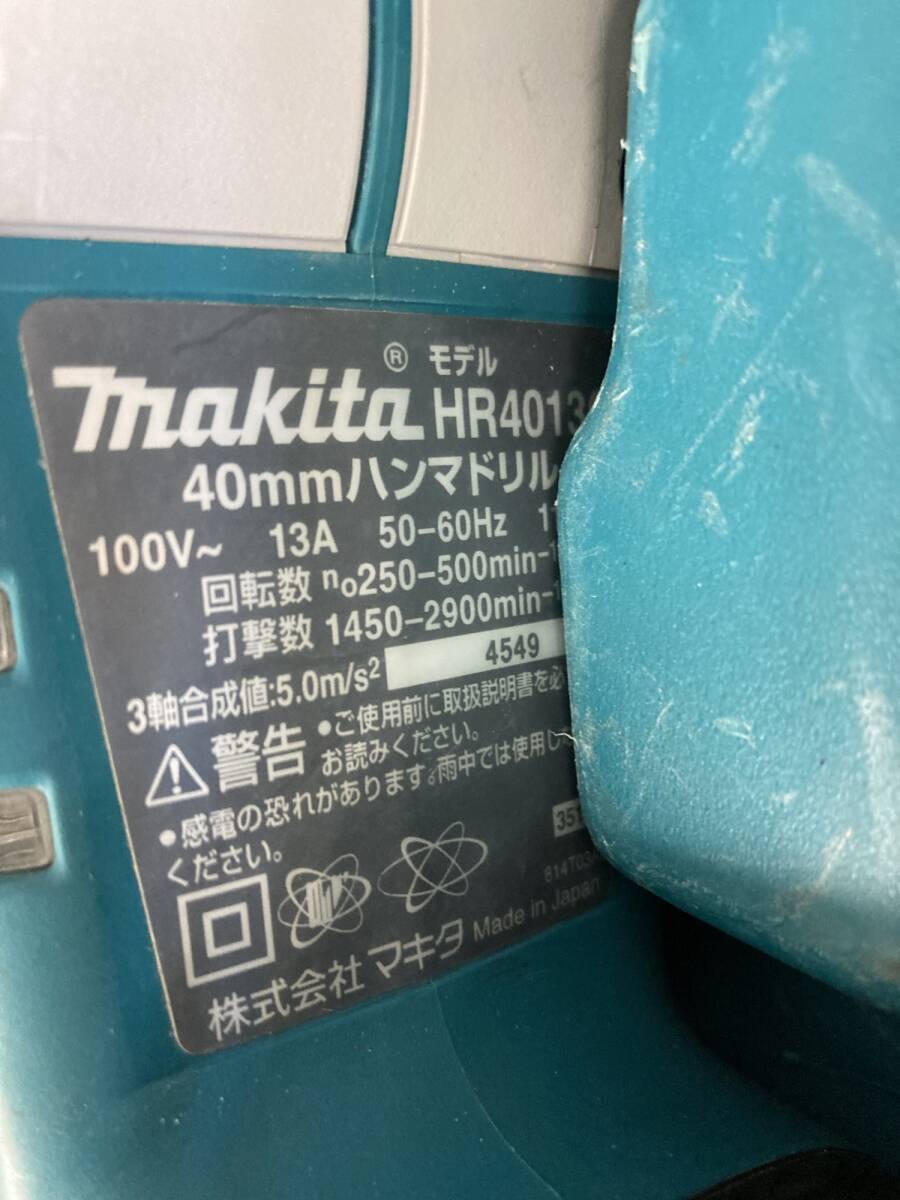 makita® モデル
HR4013
40mmハンマドリル
100V~ 13A 50-60Hz
回転数 no250-500min-1
打撃数 1450-2900min-1
3軸合成値:5.0m/s2 4549
警告 •ご使用前に取扱説明書を必
お読みください。
•感電の恐れがあります。雨中では使用し
ください。
株式会社 マキタ Made in Japan